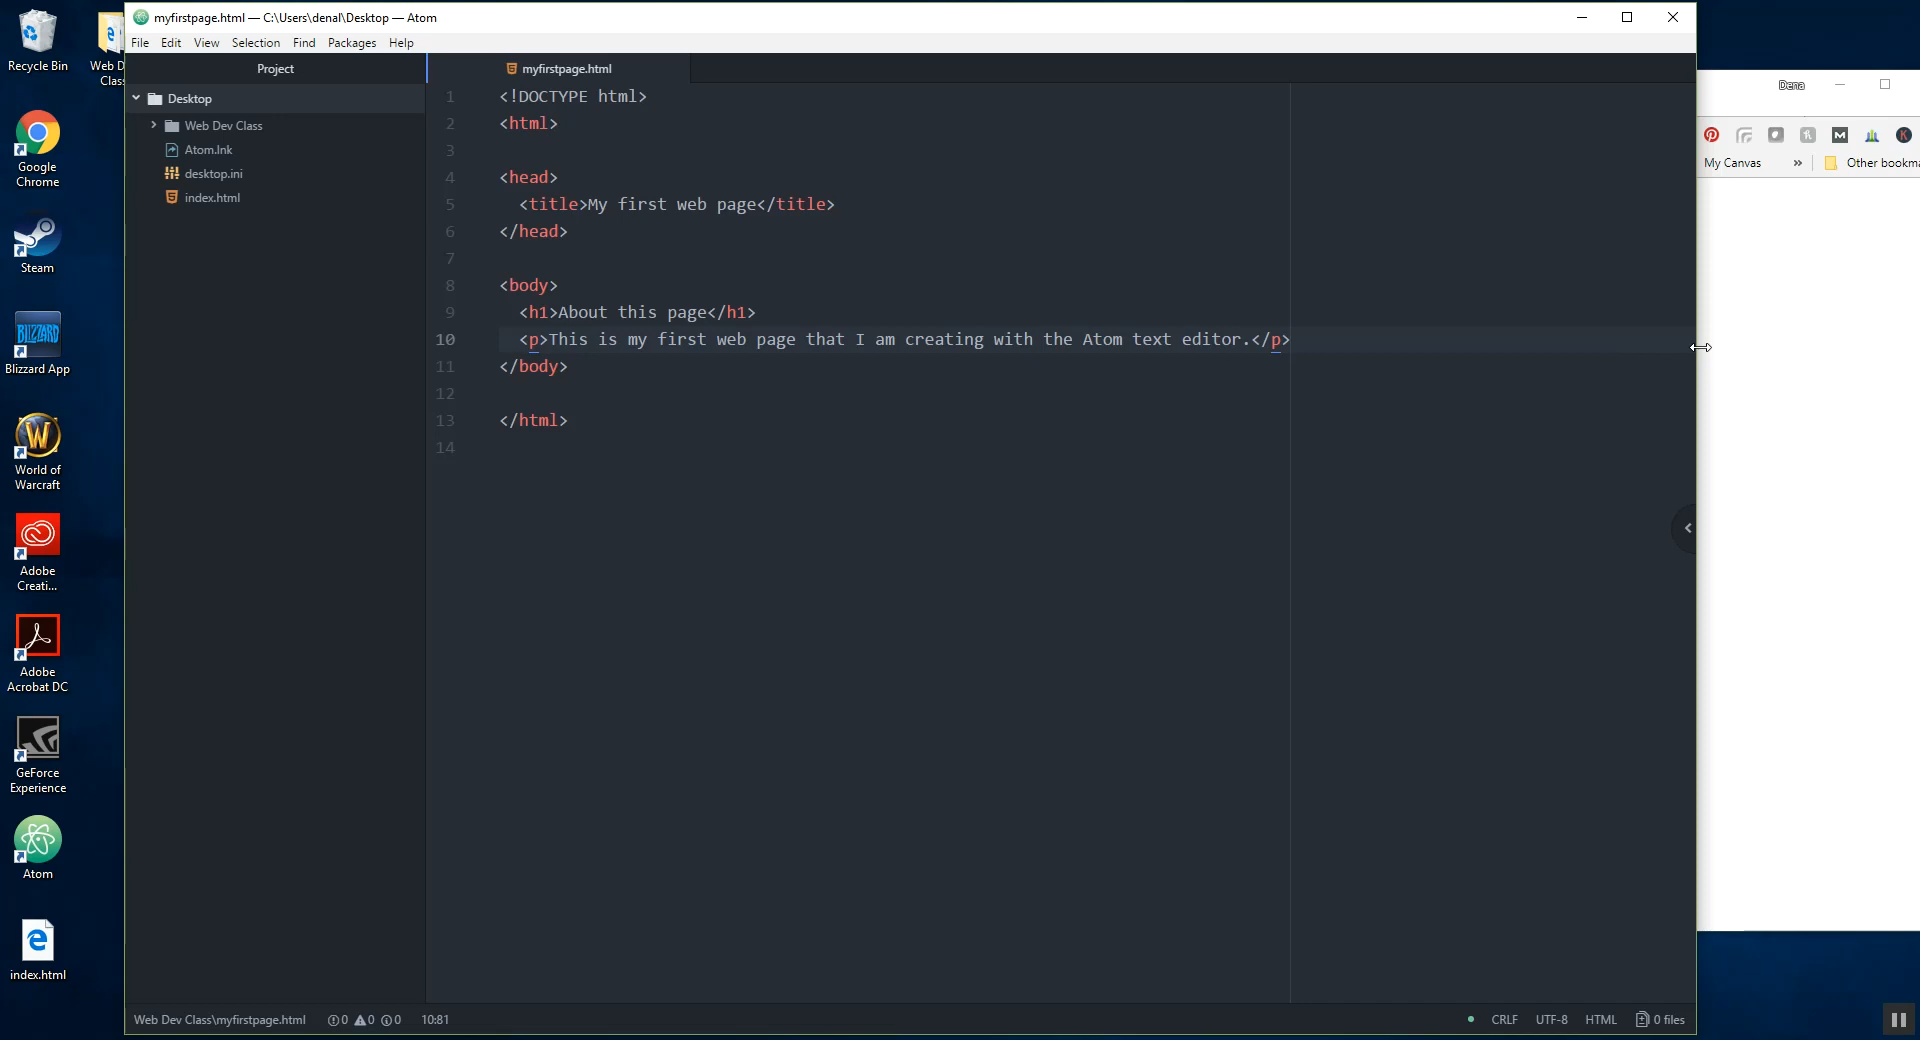 myfirstpage.html — C:\Users\denal\Desktop — Atom
File Edit View Selection Find Packages Help
Project
myfirstpage.html
Desktop
Web Dev Class
Atom.lnk
desktop.ini
index.html
1 <!DOCTYPE html>
2 <html>
3
4 <head>
5 <title>My first web page</title>
6 </head>
7
8 <body>
9 <h1>About this page</h1>
10 <p>This is my first web page that I am creating with the Atom text editor.</p>
11 </body>
12
13 </html>
14
Web Dev Class\myfirstpage.html 0 0 0 10:81
CRLF UTF-8 HTML 0 files
Recycle Bin
Web D
Clas
Google
Chrome
Steam
BLIZZARD
Blizzard App
W
World of
Warcraft
Adobe
Creati...
Adobe
Acrobat DC
GeForce
Experience
Atom
index.html
Dena
M
K
My Canvas » Other bookma